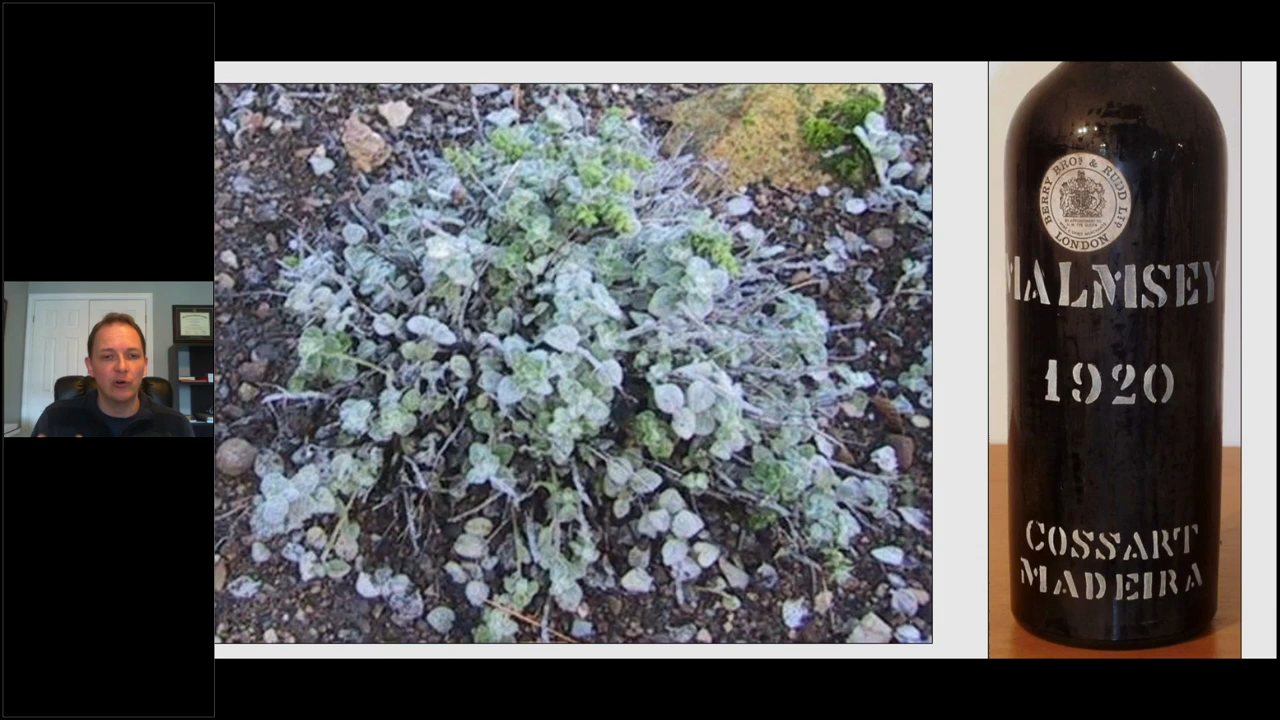 BERRY BROS & RUDD LTD
LONDON
MALMSEY
1920
COSSART
MADEIRA